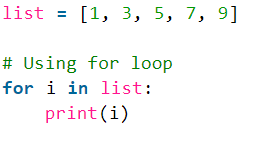 list = [1, 3, 5, 7, 9]
# Using for loop
for i in list:
    print(i)